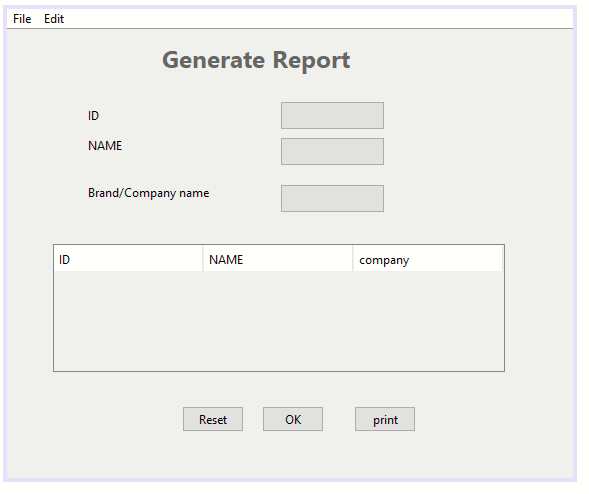 File Edit
Generate Report
ID
NAME
Brand/Company name
ID NAME company
Reset OK print